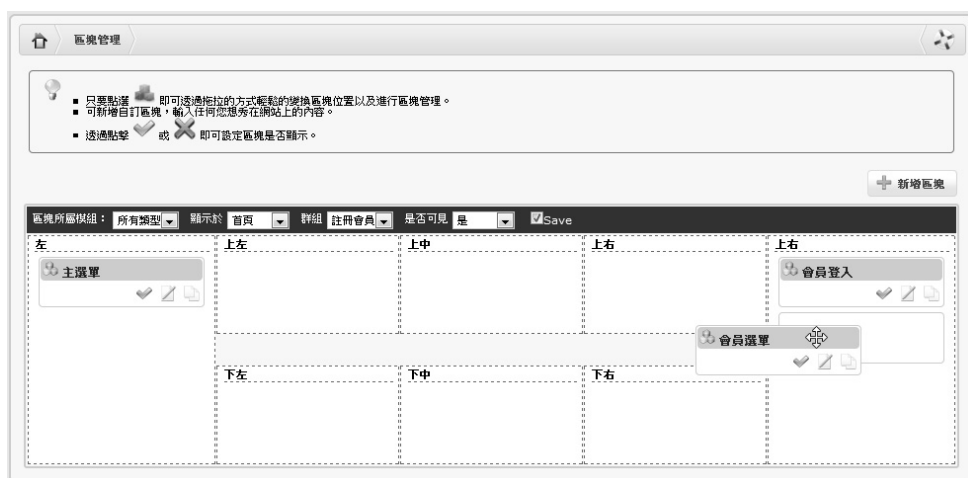 區塊管理
只要點選 即可透過拖拉的方式輕鬆的變換區塊位置以及進行區塊管理。
可新增自訂區塊，輸入任何您想秀在網站上的內容。
透過點擊 或 即可設定區塊是否顯示。
新增區塊
區塊所屬模組： 所有類型 顯示於 首頁 群組 註冊會員 是否可見 是 Save
左 上左 上中 上右 上右
主選單 會員登入
會員選單
下左 下中 下右